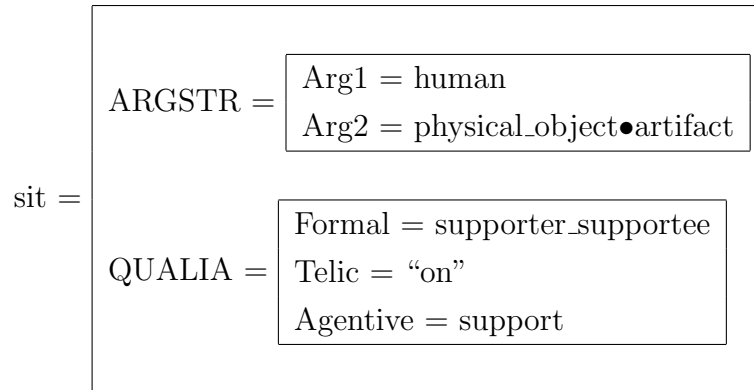 ARGSTR = Arg1 = human
Arg2 = physical_object•artifact
sit =
QUALIA = Formal = supporter_supportee
Telic = “on”
Agentive = support